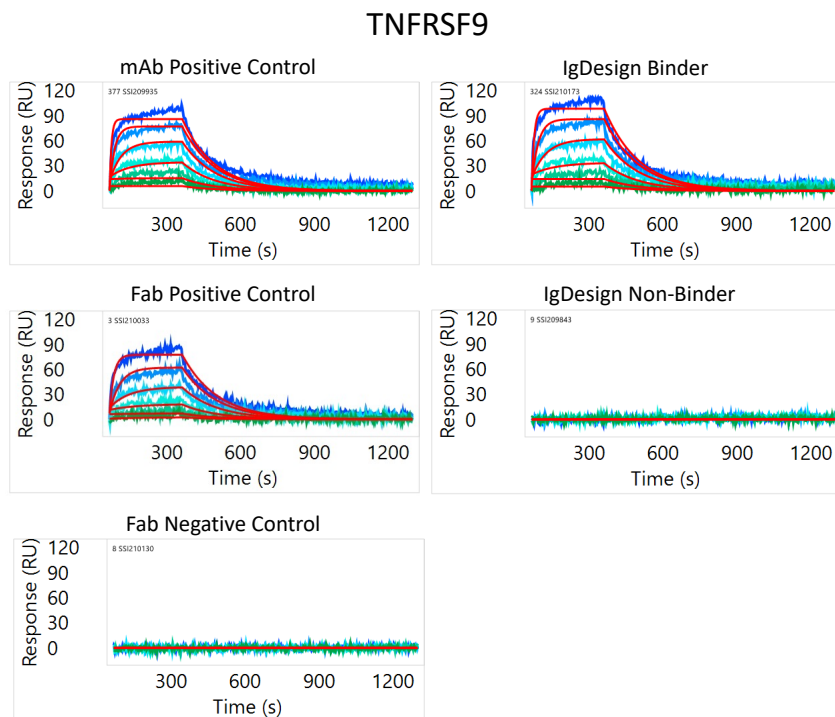 TNFRSF9
mAb Positive Control
Response (RU)
120
90
60
30
0
377 SSI209935
300 600 900 1200
Time (s)
IgDesign Binder
Response (RU)
120
90
60
30
0
324 SSI210173
300 600 900 1200
Time (s)
Fab Positive Control
Response (RU)
120
90
60
30
0
3 SSI210033
300 600 900 1200
Time (s)
IgDesign Non-Binder
Response (RU)
120
90
60
30
0
9 SSI209843
300 600 900 1200
Time (s)
Fab Negative Control
Response (RU)
120
90
60
30
0
8 SSI210130
300 600 900 1200
Time (s)